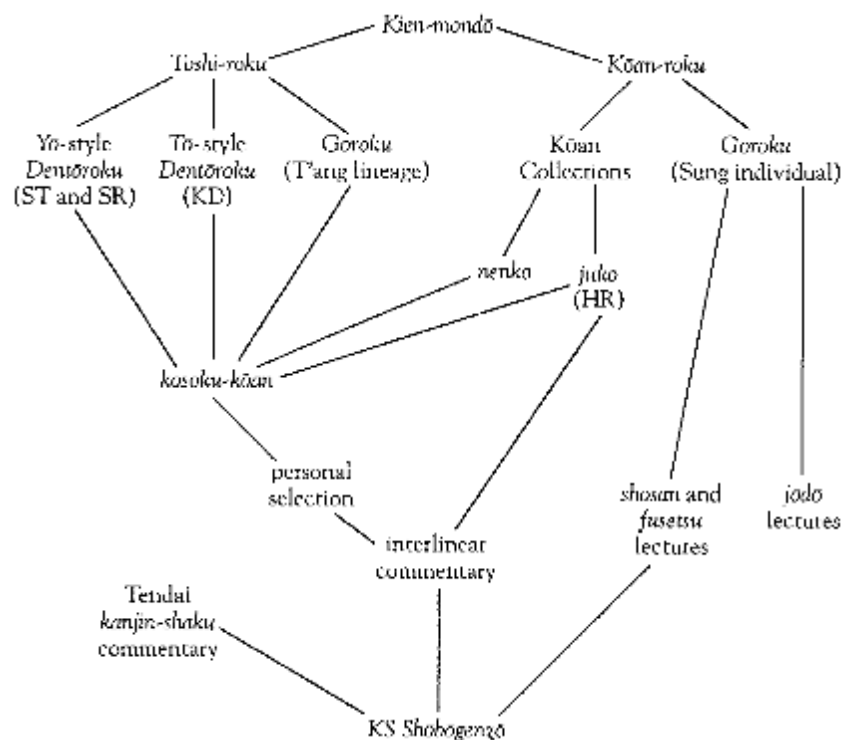 Kien-mondō
Toshi-roku
Kōan-roku
Yō-style
Dentōroku
(ST and SR)
Tō-style
Dentōroku
(KD)
Goroku
(T'ang lineage)
Kōan
Collections
Goroku
(Sung individual)
nenko
juko
(HR)
kosoku-kōan
personal
selection
shosan and
fusetsu
lectures
jōdō
lectures
interlinear
commentary
Tendai
kanjin-shaku
commentary
KS Shobōgenzō